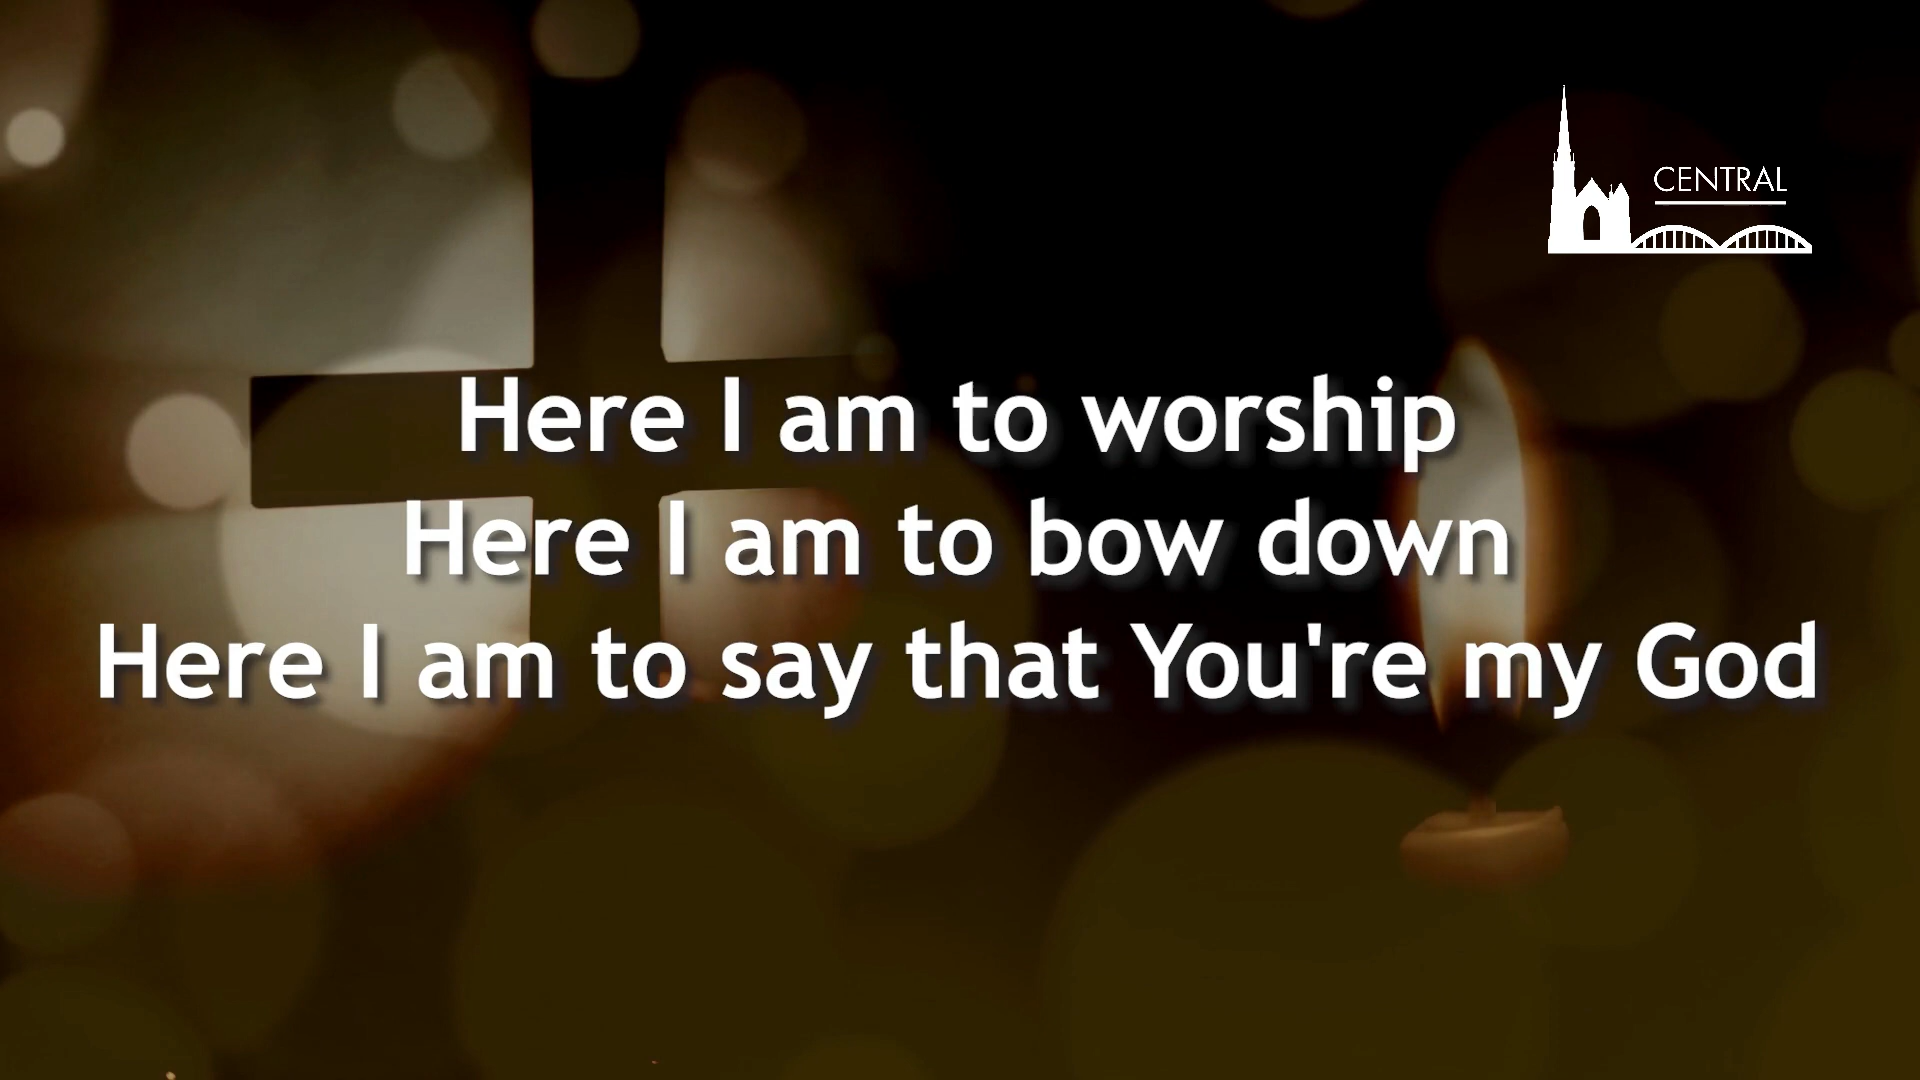 CENTRAL
Here I am to worship
Here I am to bow down
Here I am to say that You're my God